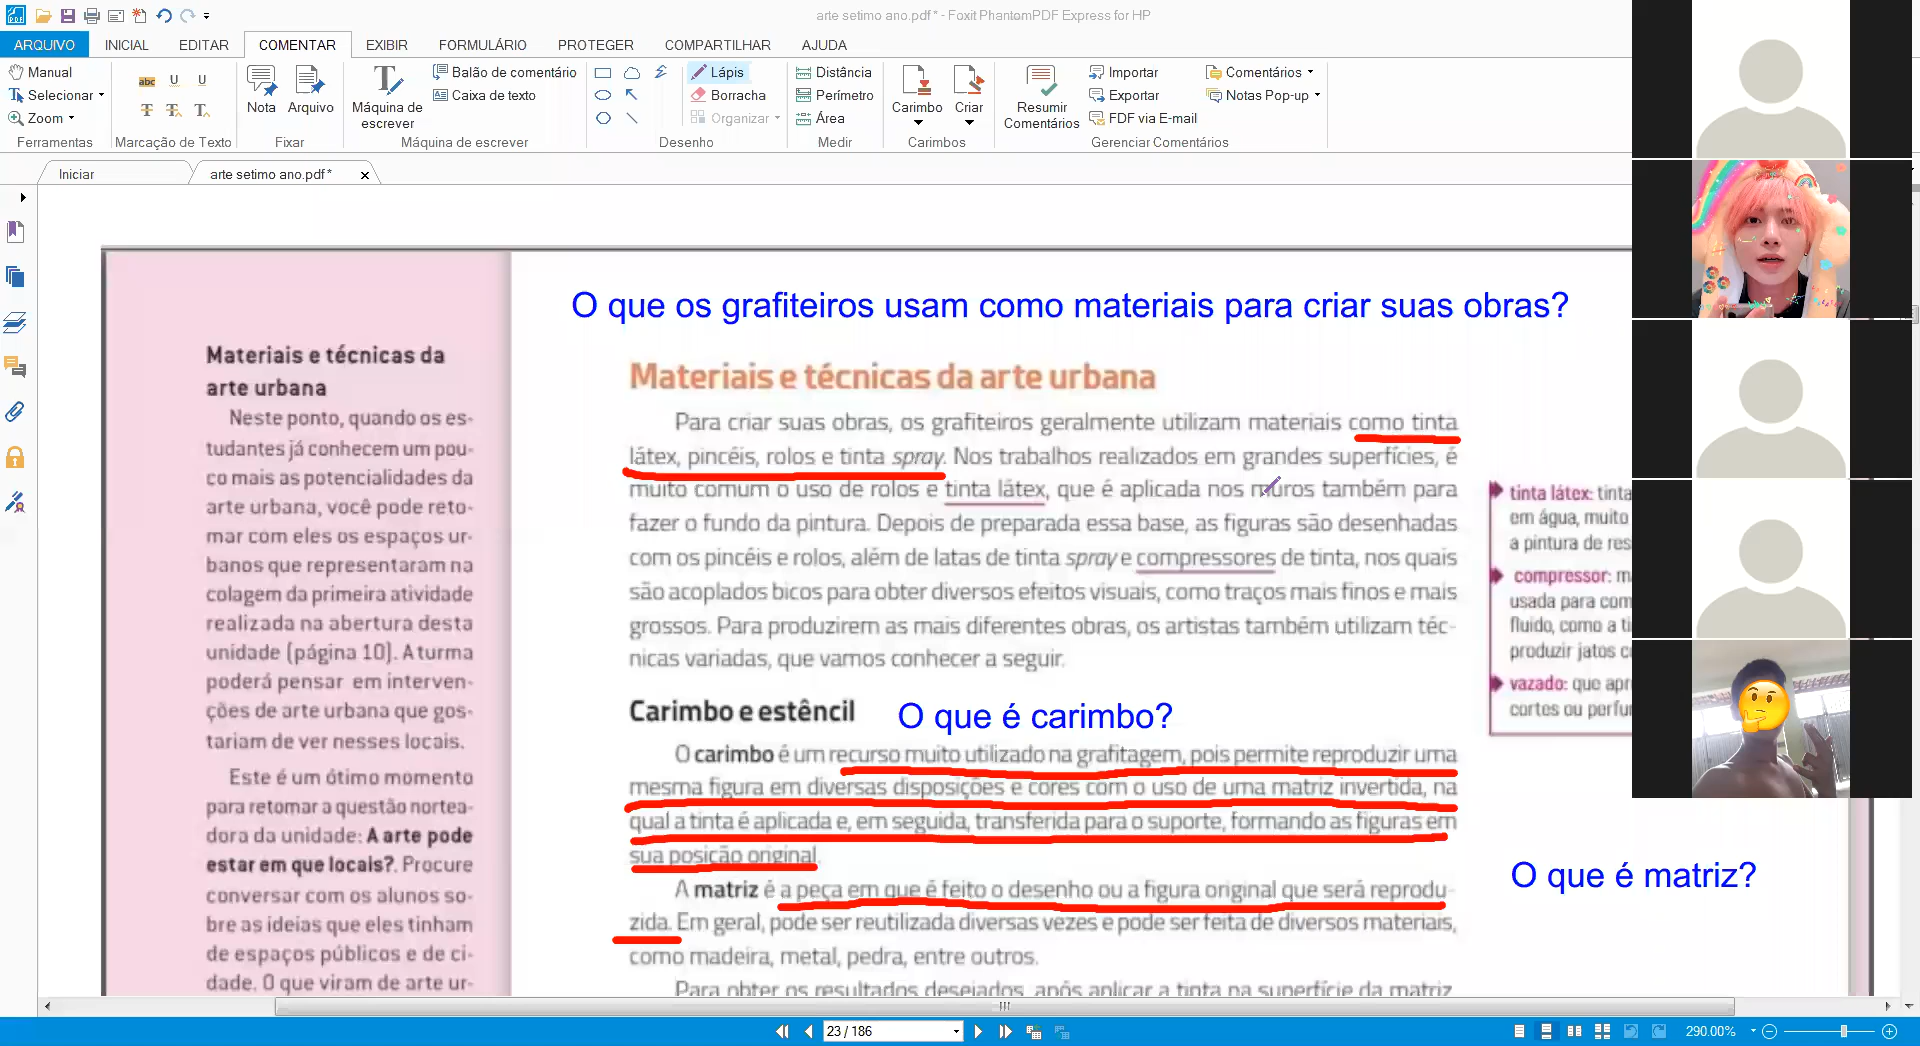 arte setimo ano.pdf * - Foxit PhantomPDF Express for HP
ARQUIVO INICIAL EDITAR COMENTAR EXIBIR FORMULÁRIO PROTEGER COMPARTILHAR AJUDA
Manual
Selecionar
Zoom
Ferramentas
Marcação de Texto
Nota
Arquivo
Fixar
Máquina de escrever
Balão de comentário
Caixa de texto
Máquina de escrever
Lápis
Borracha
Organizar
Desenho
Distância
Perímetro
Área
Medir
Carimbo
Criar
Carimbos
Resumir Comentários
Importar
Exportar
FDF via E-mail
Comentários
Notas Pop-up
Gerenciar Comentários
Iniciar
arte setimo ano.pdf *
O que os grafiteiros usam como materiais para criar suas obras?
Materiais e técnicas da
arte urbana
Neste ponto, quando os es-
tudantes já conhecem um pou-
co mais as potencialidades da
arte urbana, você pode reto-
mar com eles os espaços ur-
banos que representaram na
colagem da primeira atividade
realizada na abertura desta
unidade (página 10). A turma
poderá pensar em interven-
ções de arte urbana que gos-
tariam de ver nesses locais.
Este é um ótimo momento
para retomar a questão nortea-
dora da unidade: A arte pode
estar em que locais?. Procure
conversar com os alunos so-
bre as ideias que eles tinham
de espaços públicos e de ci-
dade. O que viram de arte ur-
Materiais e técnicas da arte urbana
Para criar suas obras, os grafiteiros geralmente utilizam materiais como tinta
látex, pincéis, rolos e tinta spray. Nos trabalhos realizados em grandes superfícies, é
muito comum o uso de rolos e tinta látex, que é aplicada nos muros também para
fazer o fundo da pintura. Depois de preparada essa base, as figuras são desenhadas
com os pincéis e rolos, além de latas de tinta spray e compressores de tinta, nos quais
são acoplados bicos para obter diversos efeitos visuais, como traços mais finos e mais
grossos. Para produzirem as mais diferentes obras, os artistas também utilizam téc-
nicas variadas, que vamos conhecer a seguir.
Carimbo e estêncil
O que é carimbo?
O carimbo é um recurso muito utilizado na grafitagem, pois permite reproduzir uma
mesma figura em diversas disposições e cores com o uso de uma matriz invertida, na
qual a tinta é aplicada e, em seguida, transferida para o suporte, formando as figuras em
sua posição original.
A matriz é a peça em que é feito o desenho ou a figura original que será reprodu-
zida. Em geral, pode ser reutilizada diversas vezes e pode ser feita de diversos materiais,
como madeira, metal, pedra, entre outros.
Para obter os resultados desejados, após aplicar a tinta na superfície da matriz
tinta látex: tinta
em água, muito
a pintura de res
compressor: m
usada para com
fluido, como a ti
produzir jatos c
vazado: que apr
cortes ou perfu
O que é matriz?
23 / 186
290.00%